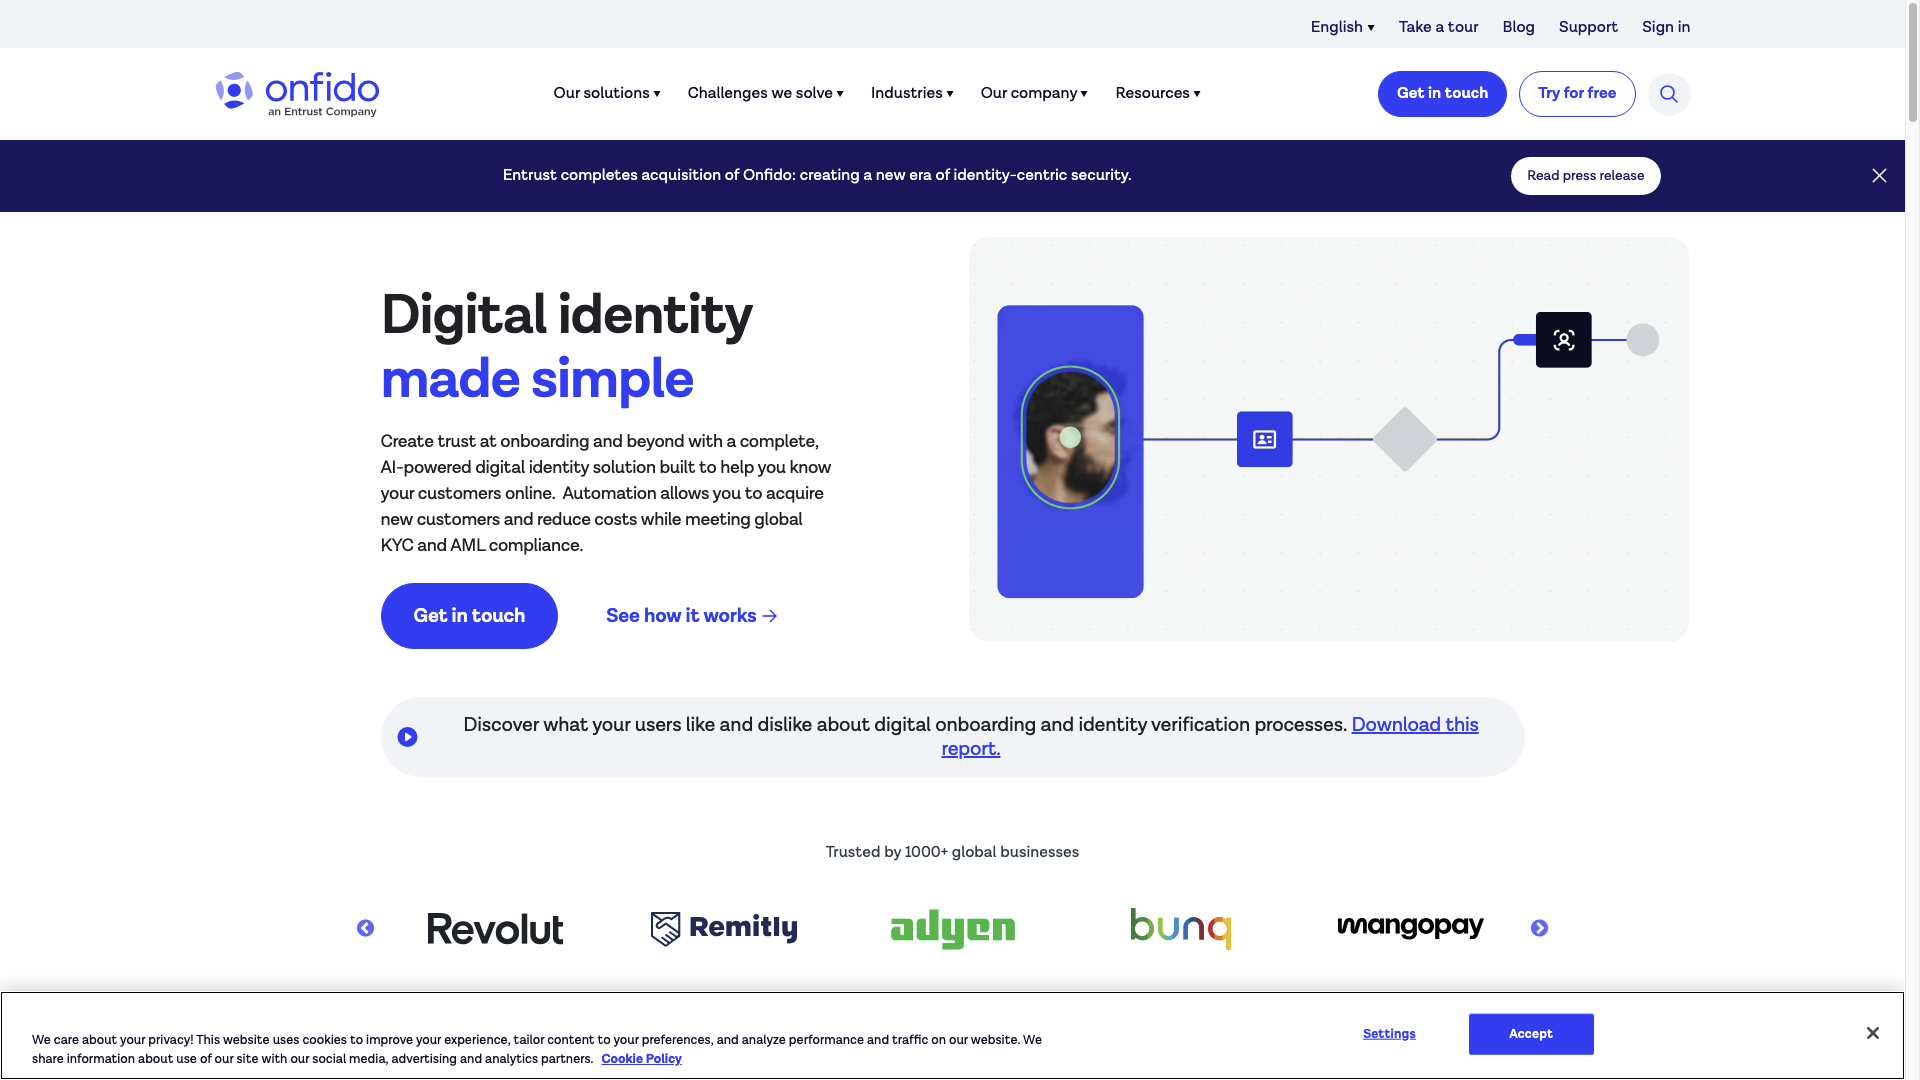 English ▾ Take a tour Blog Support Sign in
onfido
an Entrust Company
Our solutions ▾ Challenges we solve ▾ Industries ▾ Our company ▾ Resources ▾ Get in touch Try for free
Entrust completes acquisition of Onfido: creating a new era of identity-centric security. Read press release
Digital identity
made simple
Create trust at onboarding and beyond with a complete,
AI-powered digital identity solution built to help you know
your customers online. Automation allows you to acquire
new customers and reduce costs while meeting global
KYC and AML compliance.
Get in touch See how it works →
Discover what your users like and dislike about digital onboarding and identity verification processes. Download this
report.
Trusted by 1000+ global businesses
Revolut Remitly adyen bunq mangopay
We care about your privacy! This website uses cookies to improve your experience, tailor content to your preferences, and analyze performance and traffic on our website. We
share information about use of our site with our social media, advertising and analytics partners. Cookie Policy
Settings Accept